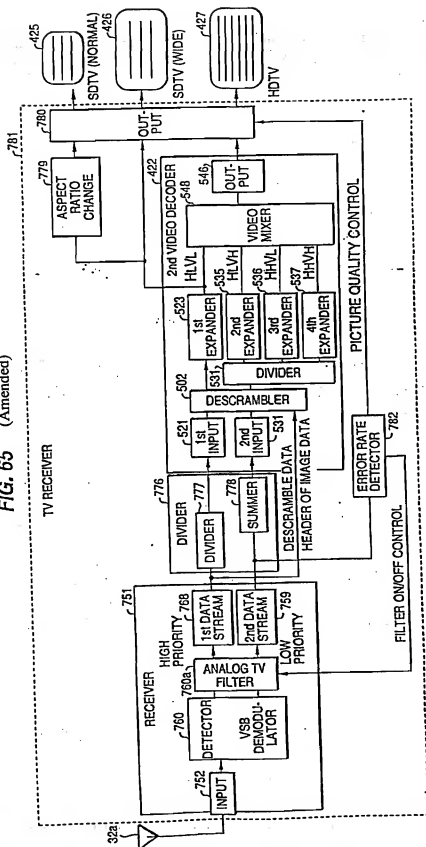 FIG. 65 (Amended)
TV RECEIVER
781
32a
751
RECEIVER
752
INPUT
760
DETECTOR
VSB
DEMODU-
LATOR
760a
ANALOG TV
FILTER
HIGH
PRIORITY
768
1st DATA
STREAM
2nd DATA
STREAM
759
LOW
PRIORITY
776
DIVIDER
777
DIVIDER
778
SUMMER
DESCRAMBLE DATA
HEADER OF IMAGE DATA
422
2nd VIDEO DECODER
521
1st
INPUT
2nd
INPUT
531
502
DESCRAMBLER
531
DIVIDER
523
1st
EXPANDER
HLVL
535
2nd
EXPANDER
HLVH
536
3rd
EXPANDER
HHVL
537
4th
EXPANDER
HHVH
VIDEO
MIXER
548
546
OUT-
PUT
779
ASPECT
RATIO
CHANGE
780
OUT-
PUT
425
SDTV (NORMAL)
426
SDTV (WIDE)
427
HDTV
PICTURE QUALITY CONTROL
ERROR RATE
DETECTOR
782
FILTER ON/OFF CONTROL